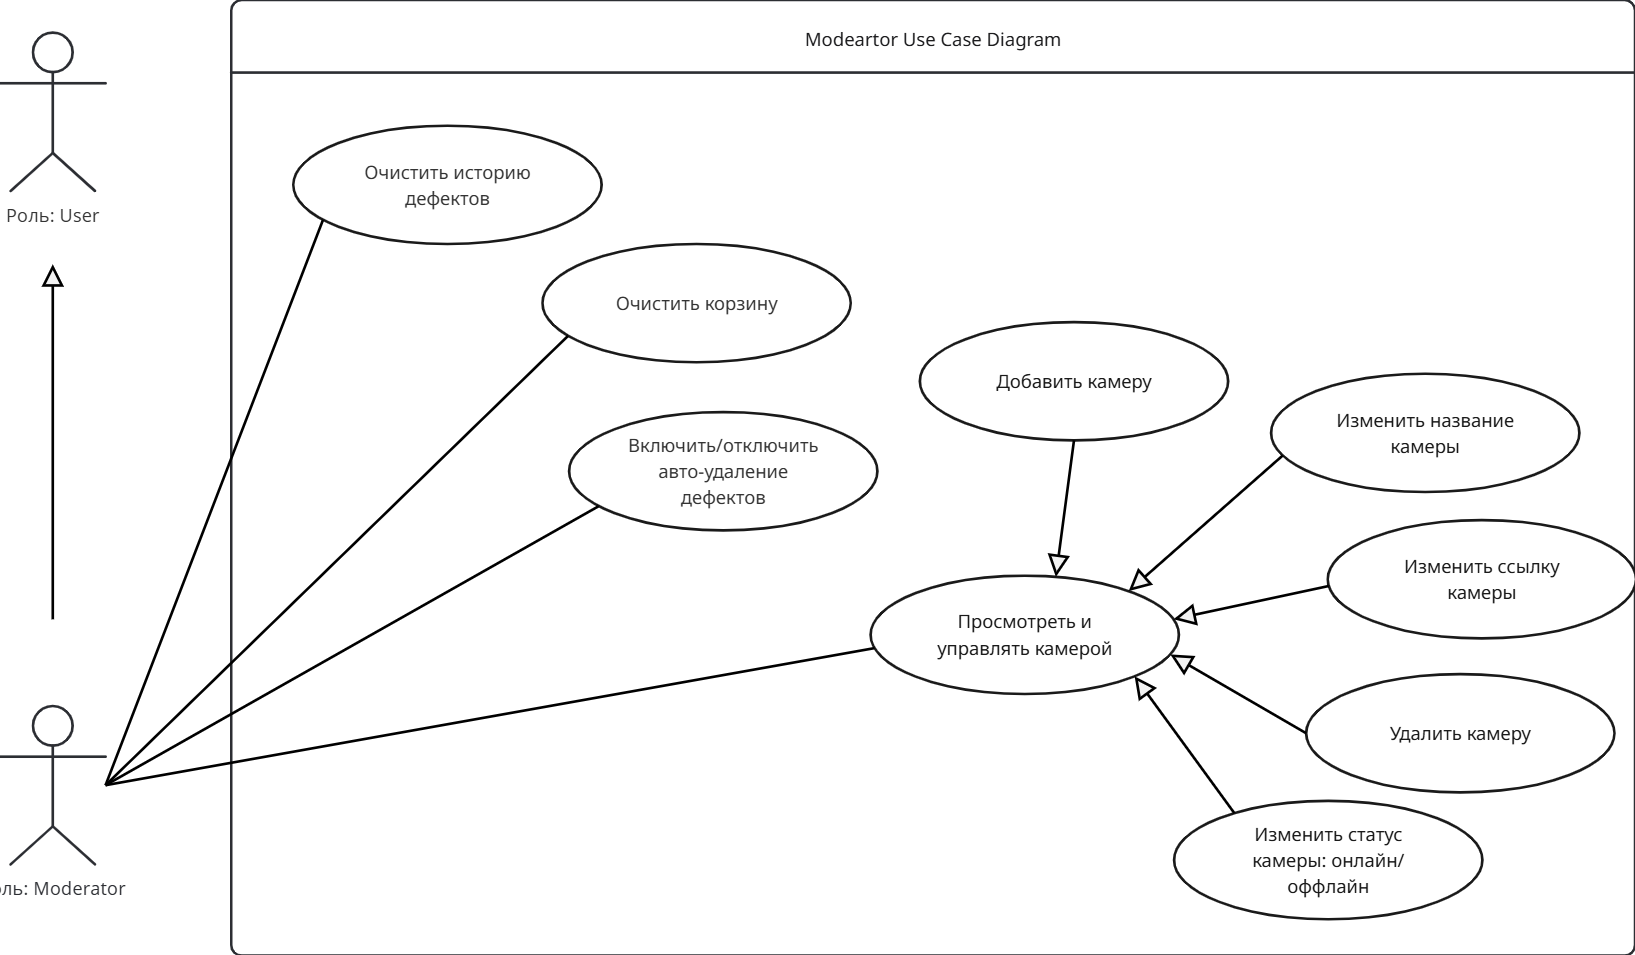 Modeartor Use Case Diagram
Роль: User
Очистить историю
дефектов
Очистить корзину
Включить/отключить
авто-удаление
дефектов
Добавить камеру
Изменить название
камеры
Изменить ссылку
камеры
Просмотреть и
управлять камерой
Удалить камеру
Изменить статус
камеры: онлайн/
оффлайн
оль: Moderator